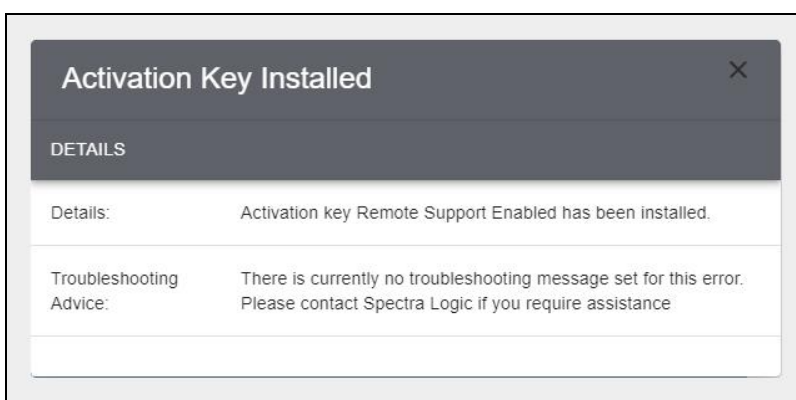 Activation Key Installed
DETAILS
Details: Activation key Remote Support Enabled has been installed.
Troubleshooting Advice: There is currently no troubleshooting message set for this error.
Please contact Spectra Logic if you require assistance